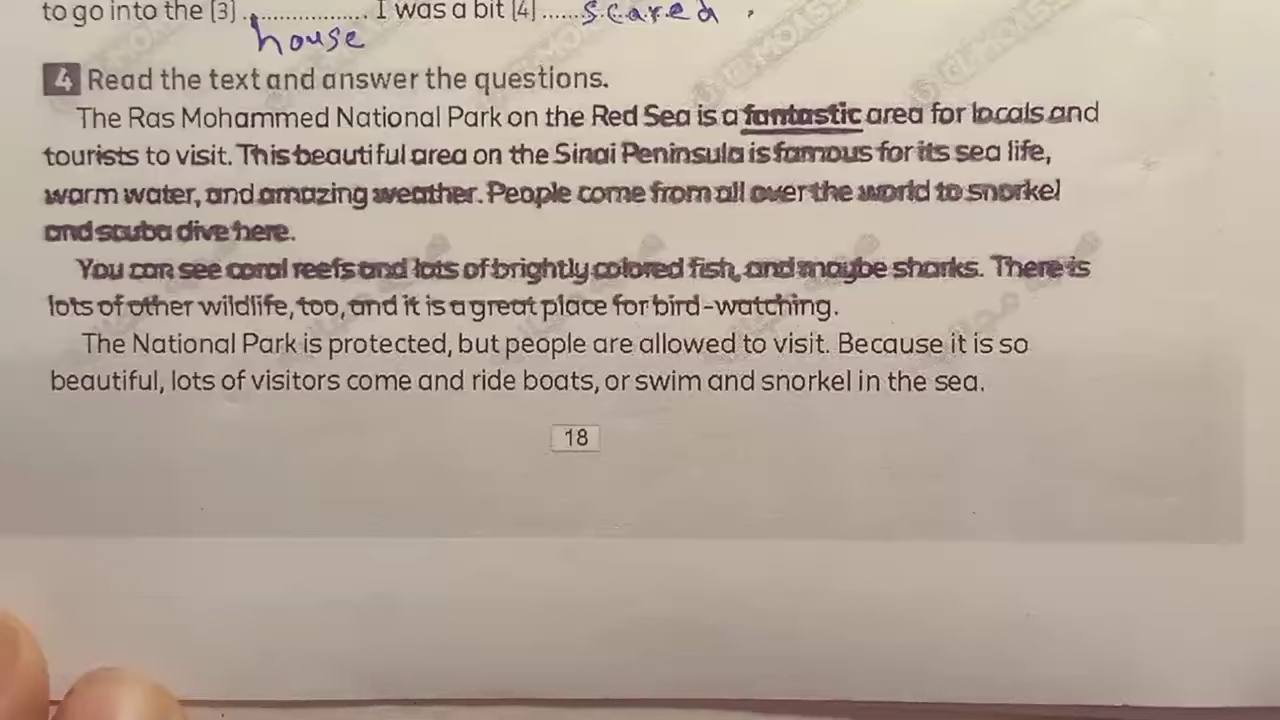 to go into the [3] .................. I was a bit [4] ...... scared .
house
4 Read the text and answer the questions.
The Ras Mohammed National Park on the Red Sea is a fantastic area for locals and
tourists to visit. This beautiful area on the Sinai Peninsula is famous for its sea life,
warm water, and amazing weather. People come from all over the world to snorkel
and scuba dive here.
You can see coral reefs and lots of brightly colored fish, and maybe sharks. There is
lots of other wildlife, too, and it is a great place for bird-watching.
The National Park is protected, but people are allowed to visit. Because it is so
beautiful, lots of visitors come and ride boats, or swim and snorkel in the sea.
18